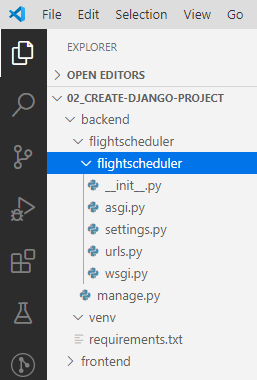 File Edit Selection View Go
EXPLORER
OPEN EDITORS
02_CREATE-DJANGO-PROJECT
backend
flightscheduler
flightscheduler
__init__.py
asgi.py
settings.py
urls.py
wsgi.py
manage.py
venv
requirements.txt
frontend